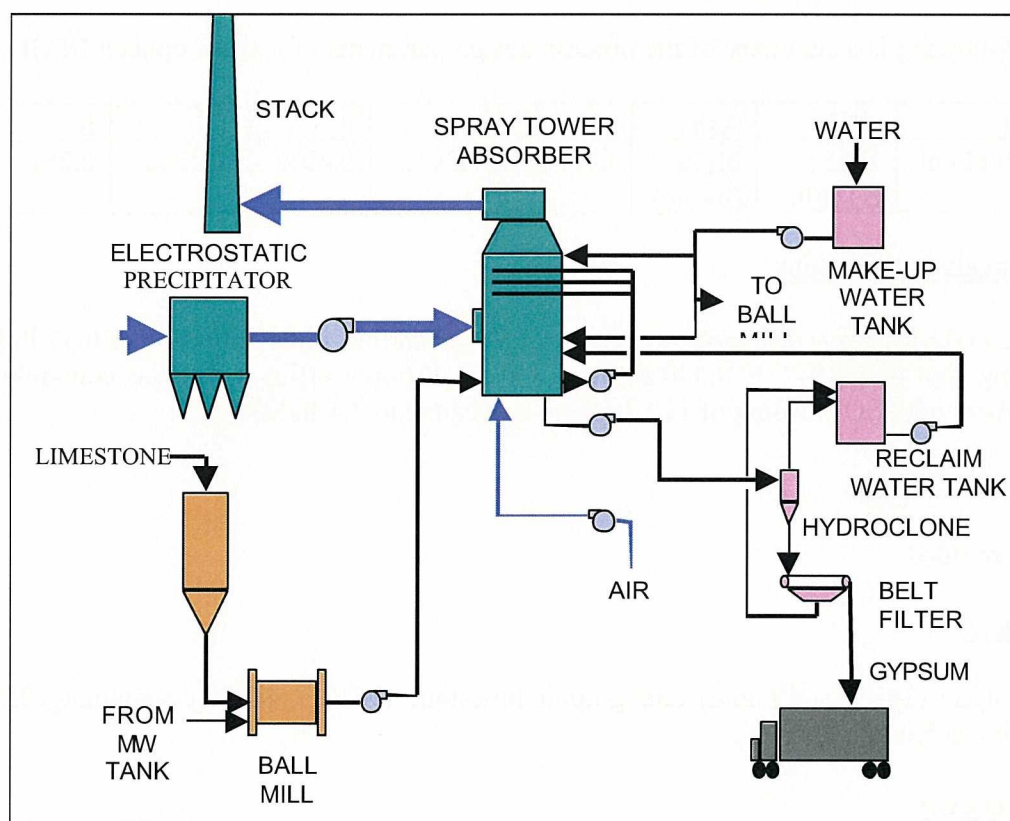 STACK
SPRAY TOWER
ABSORBER
WATER
ELECTROSTATIC
PRECIPITATOR
MAKE-UP
WATER
TANK
TO
BALL
MILL
LIMESTONE
RECLAIM
WATER TANK
HYDROCLONE
AIR
BELT
FILTER
GYPSUM
FROM
MW
TANK
BALL
MILL